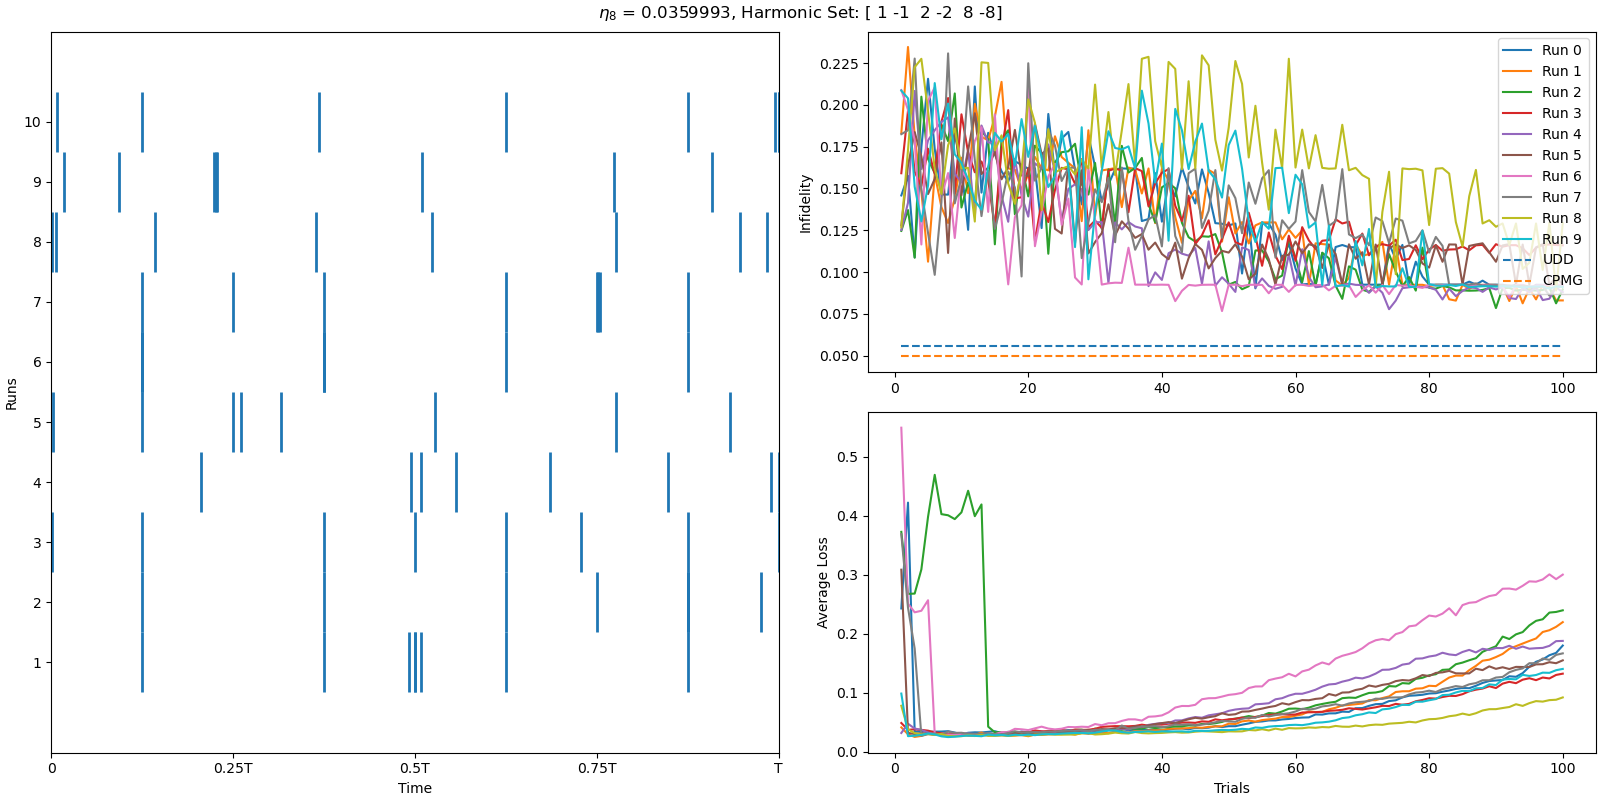 η8 = 0.0359993, Harmonic Set: [ 1 -1  2 -2  8 -8]
Runs
10
9
8
7
6
5
4
3
2
1
0
0.25T
0.5T
0.75T
T
Time
Infidelity
0.225
0.200
0.175
0.150
0.125
0.100
0.075
0.050
0
20
40
60
80
100
Run 0
Run 1
Run 2
Run 3
Run 4
Run 5
Run 6
Run 7
Run 8
Run 9
UDD
CPMG
Average Loss
0.5
0.4
0.3
0.2
0.1
0.0
0
20
40
60
80
100
Trials